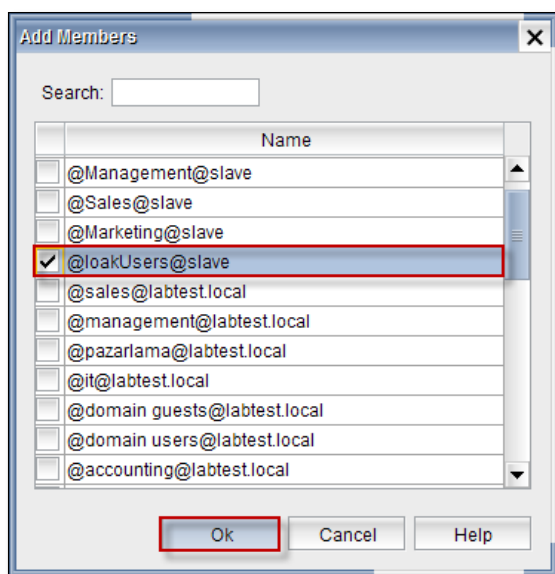 Add Members
Search:
Name
@Management@slave
@Sales@slave
@Marketing@slave
@loakUsers@slave
@sales@labtest.local
@management@labtest.local
@pazarlama@labtest.local
@it@labtest.local
@domain guests@labtest.local
@domain users@labtest.local
@accounting@labtest.local
Ok Cancel Help